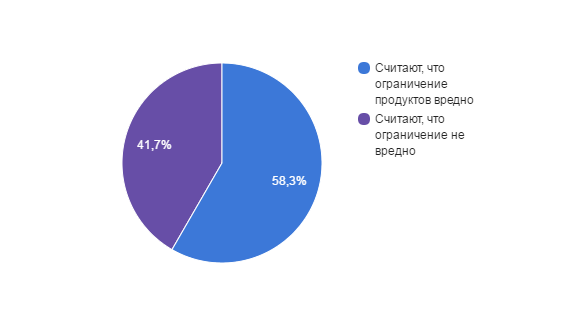 Считают, что
ограничение
продуктов вредно
Считают, что
ограничение не
вредно
41,7%
58,3%